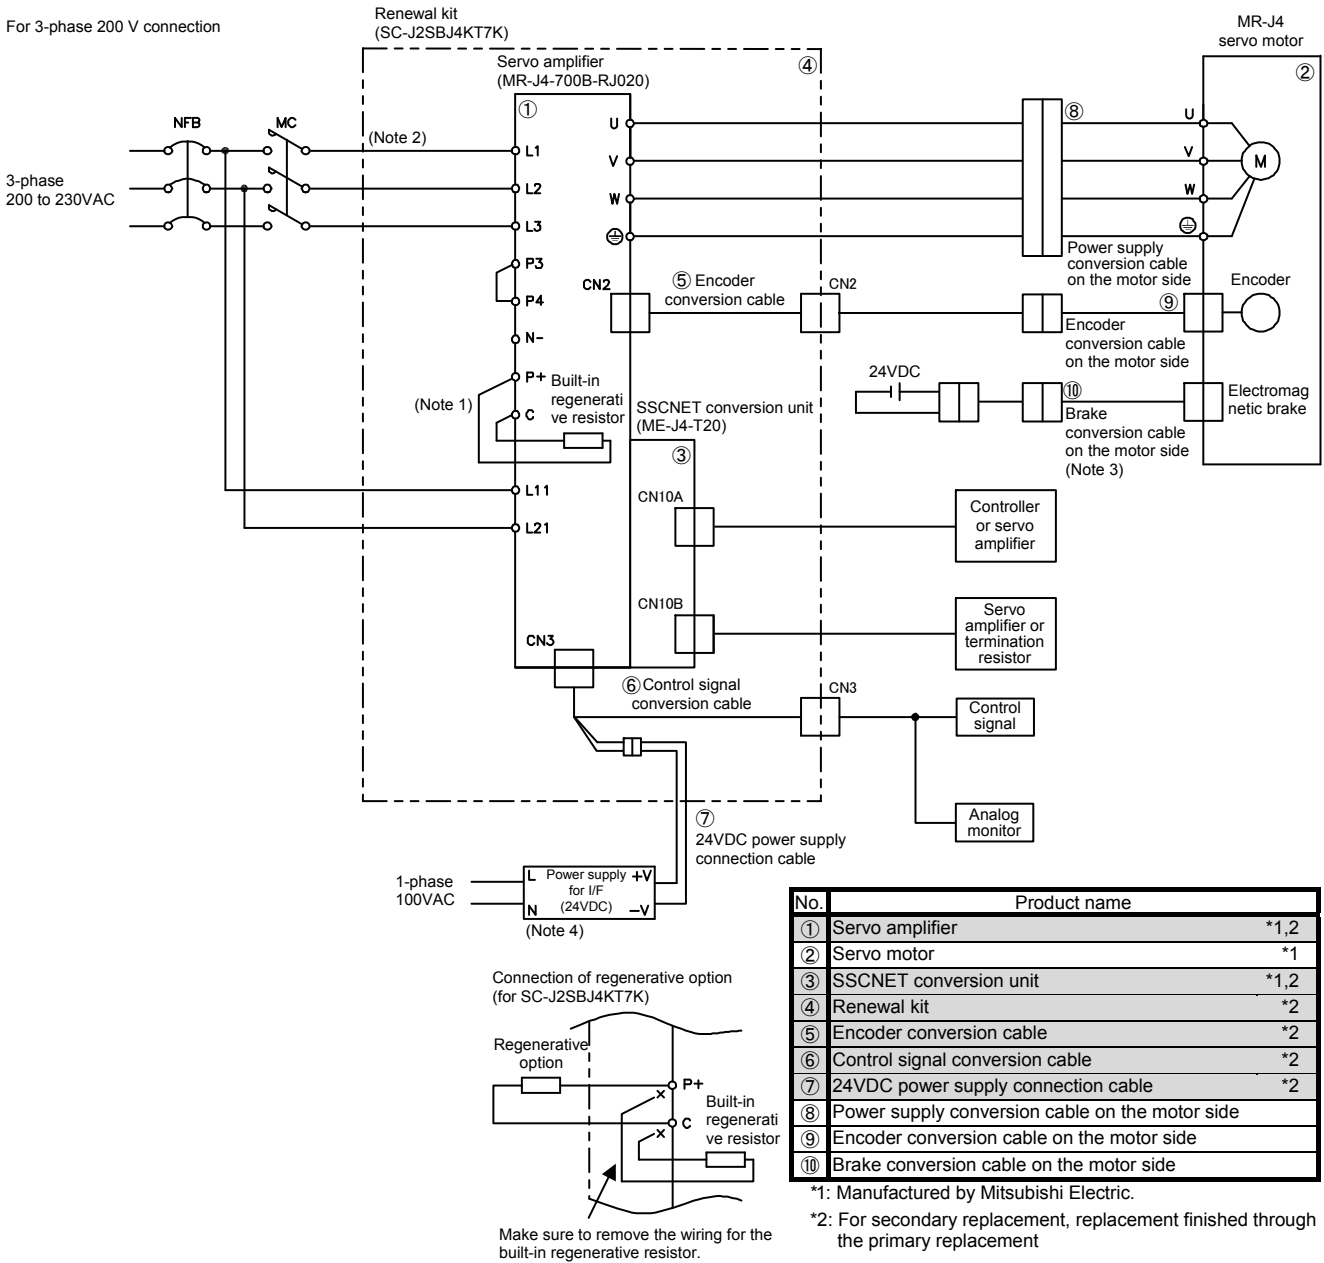 For 3-phase 200 V connection
Renewal kit
(SC-J2SBJ4KT7K)
MR-J4
servo motor
Servo amplifier
(MR-J4-700B-RJ020)
④
②
①
⑧
NFB
MC
(Note 2)
U
V
W
L1
L2
L3
3-phase
200 to 230VAC
U
V
W
M
P3
P4
N-
P+
C
L11
L21
CN2
⑤ Encoder
conversion cable
CN2
Power supply
conversion cable
on the motor side
⑨
Encoder
Encoder
conversion cable
on the motor side
24VDC
⑩
Brake
conversion cable
on the motor side
(Note 3)
Electromag
netic brake
(Note 1)
Built-in
regenerati
ve resistor
SSCNET conversion unit
(ME-J4-T20)
③
CN10A
Controller
or servo
amplifier
CN10B
Servo
amplifier or
termination
resistor
CN3
⑥ Control signal
conversion cable
CN3
Control
signal
Analog
monitor
⑦
24VDC power supply
connection cable
1-phase
100VAC
L
N
Power supply
for I/F
(24VDC)
+V
−V
(Note 4)
Connection of regenerative option
(for SC-J2SBJ4KT7K)
Regenerative
option
P+
C
Built-in
regenerati
ve resistor
Make sure to remove the wiring for the
built-in regenerative resistor.
No. Product name
① Servo amplifier *1,2
② Servo motor *1
③ SSCNET conversion unit *1,2
④ Renewal kit *2
⑤ Encoder conversion cable *2
⑥ Control signal conversion cable *2
⑦ 24VDC power supply connection cable *2
⑧ Power supply conversion cable on the motor side
⑨ Encoder conversion cable on the motor side
⑩ Brake conversion cable on the motor side
*1: Manufactured by Mitsubishi Electric.
*2: For secondary replacement, replacement finished through
the primary replacement